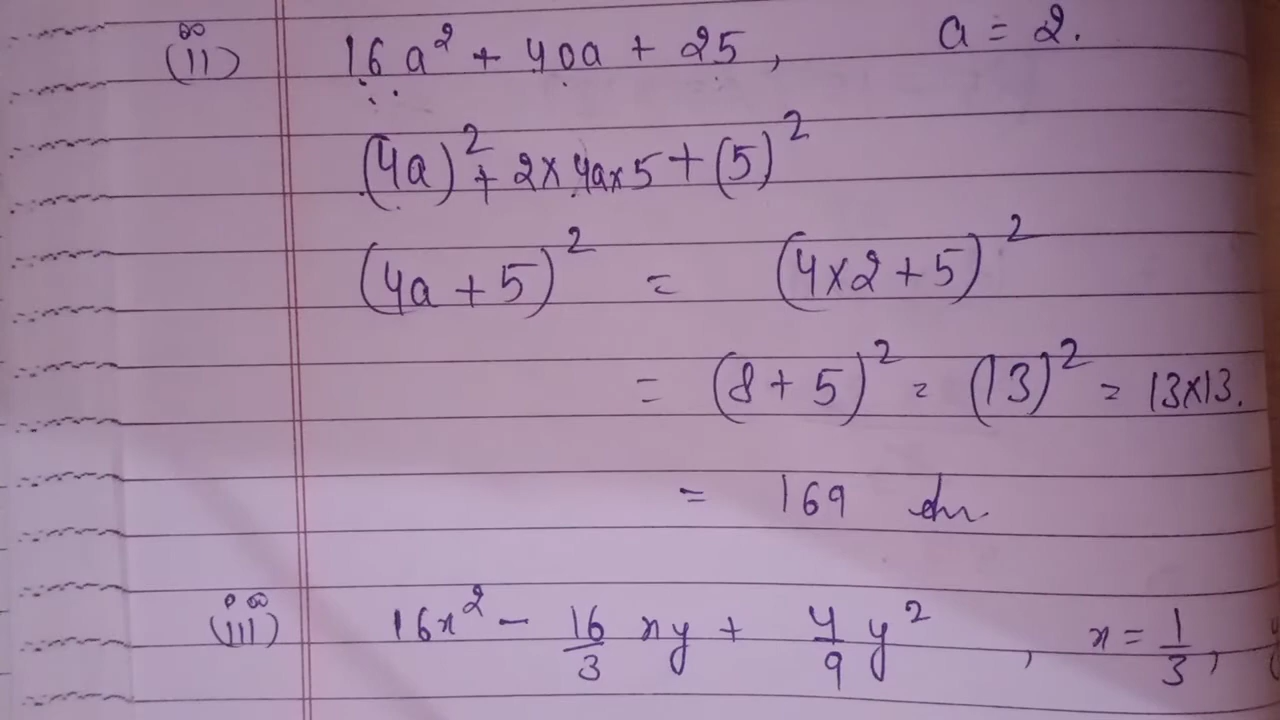 (ii) 16a² + 40a + 25, a = 2.
(4a)² + 2×4a×5 + (5)²
(4a + 5)² = (4×2 + 5)²
= (8 + 5)² = (13)² = 13×13.
= 169
(iii) 16x² - 16/3 xy + 4/9 y², x = 1/3,